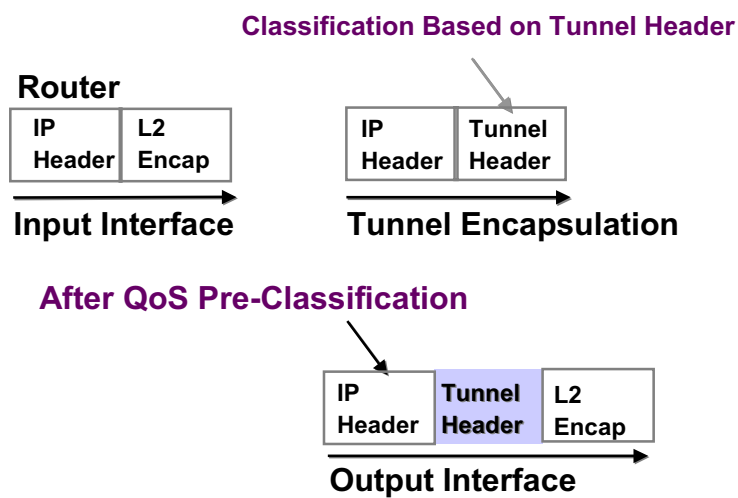 Classification Based on Tunnel Header
Router
IP Header
L2 Encap
Input Interface
IP Header
Tunnel Header
Tunnel Encapsulation
After QoS Pre-Classification
IP Header
Tunnel Header
L2 Encap
Output Interface